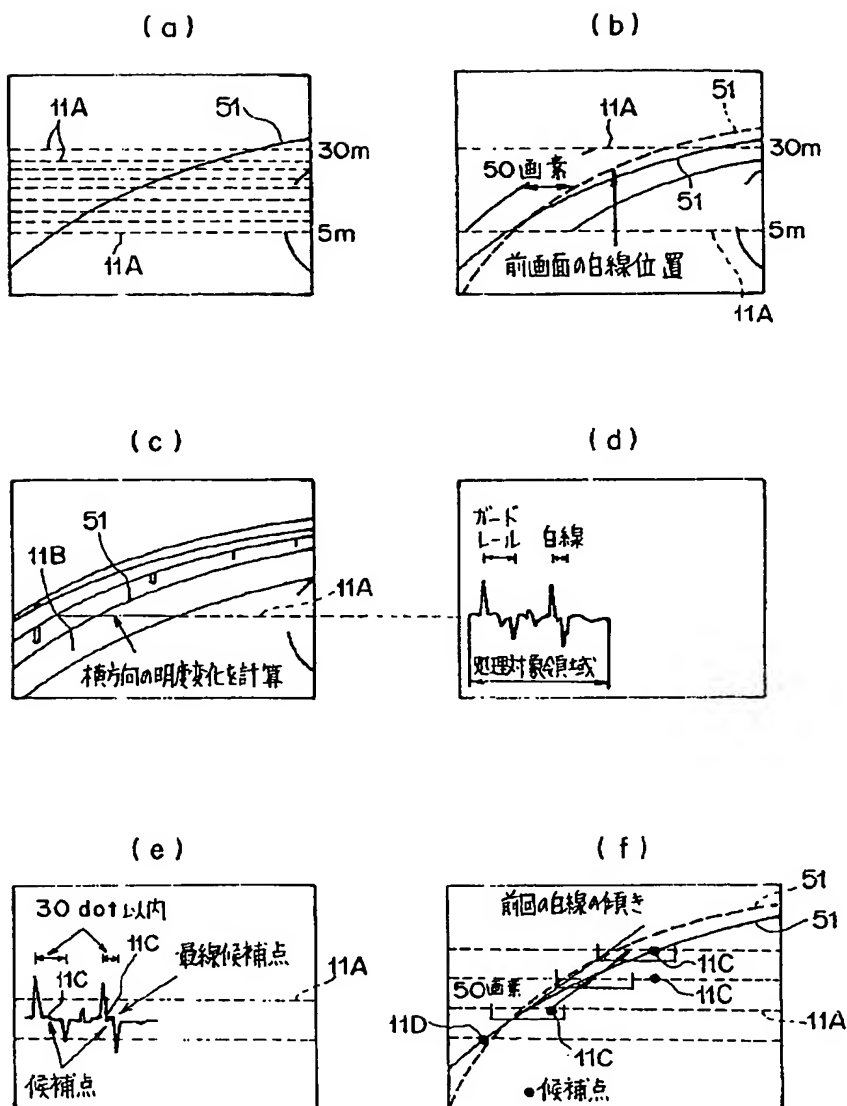 (a)
11A
51
30m
11A
5m
(b)
11A
51
30m
50画素
51
5m
前画面の白線位置
11A
(c)
51
11B
11A
横方向の明度変化を計算
(d)
ガード
レール
白線
処理対象領域
(e)
30 dot以内
11C
11C
最線候補点
11A
候補点
(f)
前回の白線の傾き
51
51
11C
50画素
11C
11A
11D
11C
●候補点